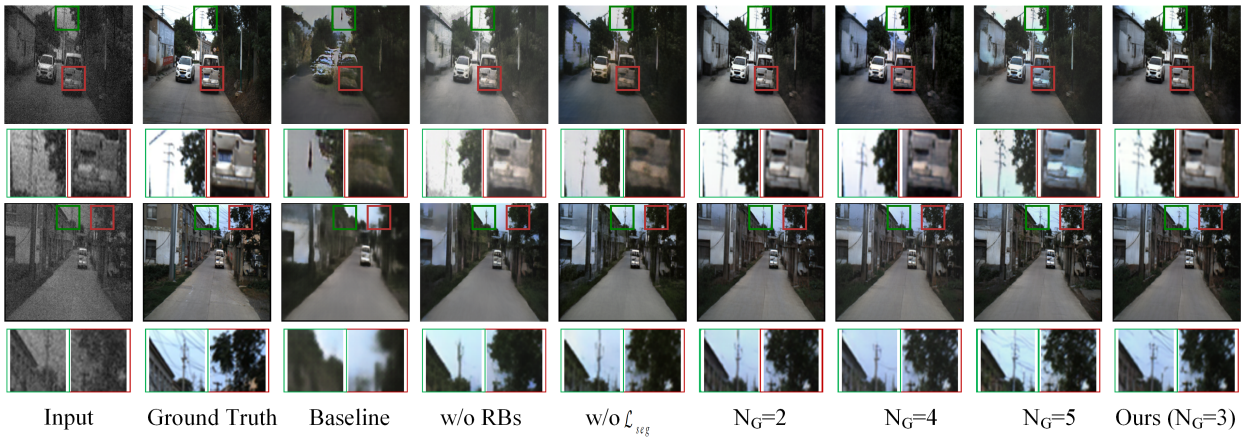 Input Ground Truth Baseline w/o RBs w/o ℒseg NG=2 NG=4 NG=5 Ours (NG=3)